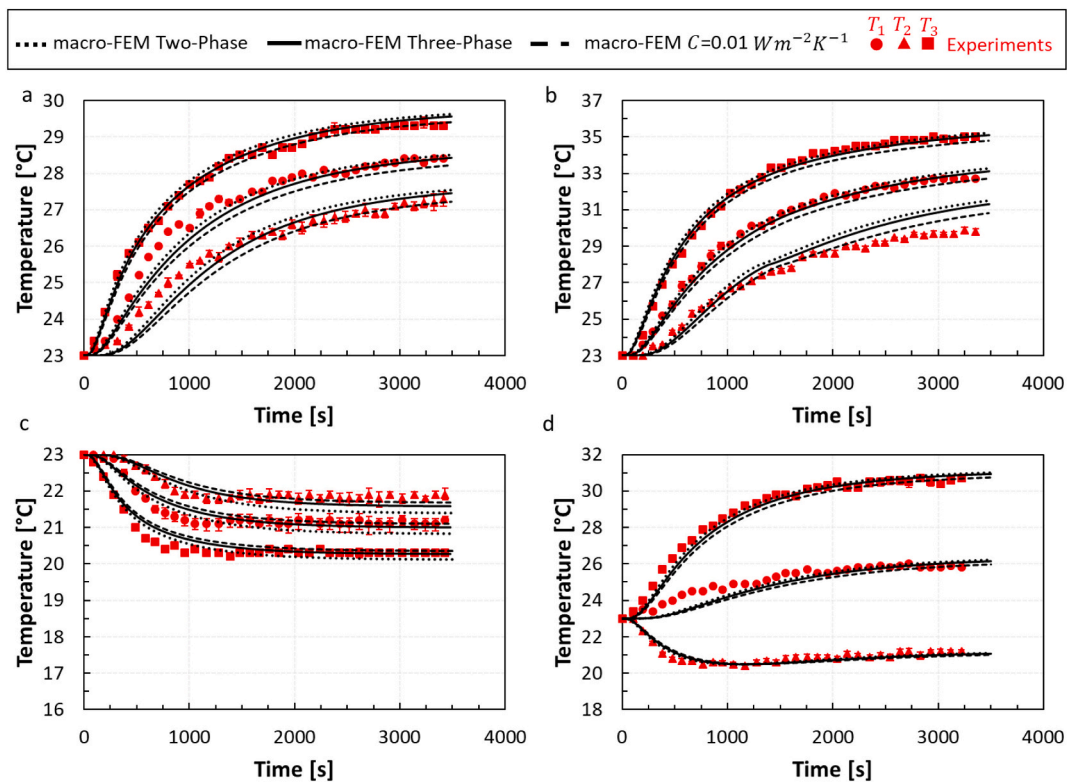 macro-FEM Two-Phase macro-FEM Three-Phase macro-FEM C=0.01 Wm⁻²K⁻¹ T₁ T₂ T₃ Experiments
a
30
29
28
27
26
25
24
23
Temperature [°C]
0 1000 2000 3000 4000
Time [s]
b
37
35
33
31
29
27
25
23
Temperature [°C]
0 1000 2000 3000 4000
Time [s]
c
23
22
21
20
19
18
17
16
Temperature [°C]
0 1000 2000 3000 4000
Time [s]
d
32
30
28
26
24
22
20
18
Temperature [°C]
0 1000 2000 3000 4000
Time [s]